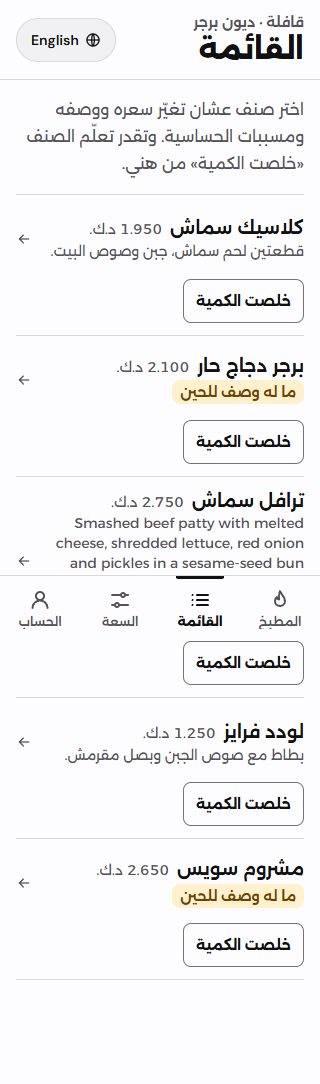 قافلة · ديون برجر
القائمة
English
اختر صنف عشان تغيّر سعره ووصفه
ومسببات الحساسية. وتقدر تعلّم الصنف
«خلصت الكمية» من هني.
كلاسيك سماش 1.950 د.ك.
قطعتين لحم سماش، جبن وصوص البيت.
خلصت الكمية
برجر دجاج حار 2.100 د.ك.
ما له وصف للحين
خلصت الكمية
ترافل سماش 2.750 د.ك.
Smashed beef patty with melted
cheese, shredded lettuce, red onion
and pickles in a sesame-seed bun
المطبخ
القائمة
السعة
الحساب
خلصت الكمية
لودد فرايز 1.250 د.ك.
بطاط مع صوص الجبن وبصل مقرمش.
خلصت الكمية
مشروم سويس 2.650 د.ك.
ما له وصف للحين
خلصت الكمية